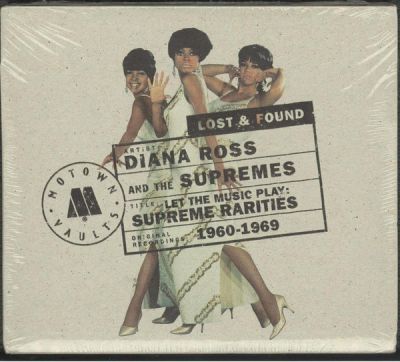 LOST & FOUND
ARTIST:
DIANA ROSS
AND THE SUPREMES
TITLE: LET THE MUSIC PLAY:
SUPREME RARITIES
ORIGINAL
RECORDINGS: 1960-1969
MOTOWN
M
VAULTS